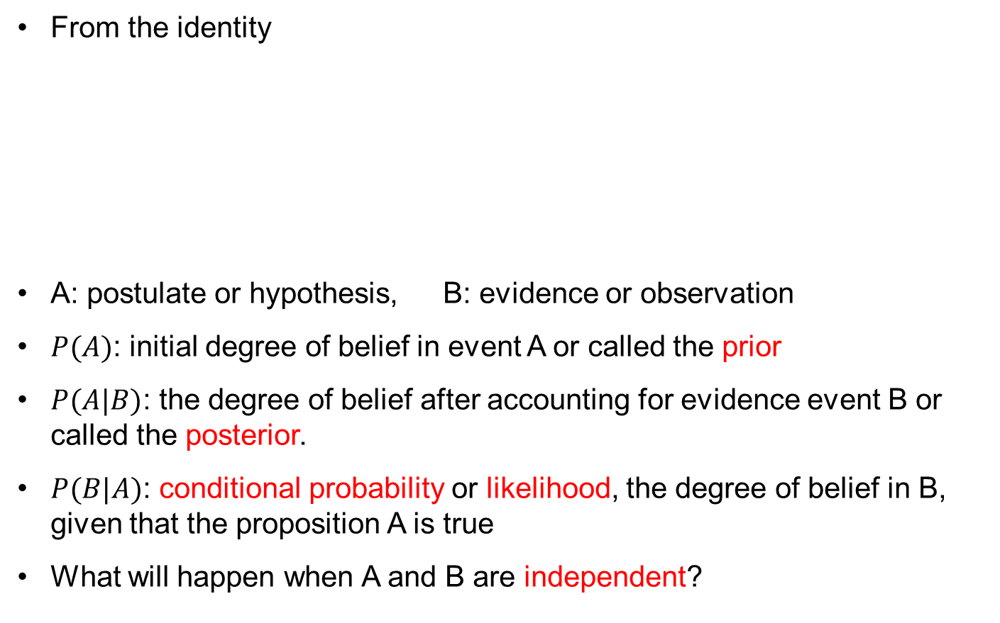 • From the identity
• A: postulate or hypothesis, B: evidence or observation
• P(A): initial degree of belief in event A or called the prior
• P(A|B): the degree of belief after accounting for evidence event B or
called the posterior.
• P(B|A): conditional probability or likelihood, the degree of belief in B,
given that the proposition A is true
• What will happen when A and B are independent?